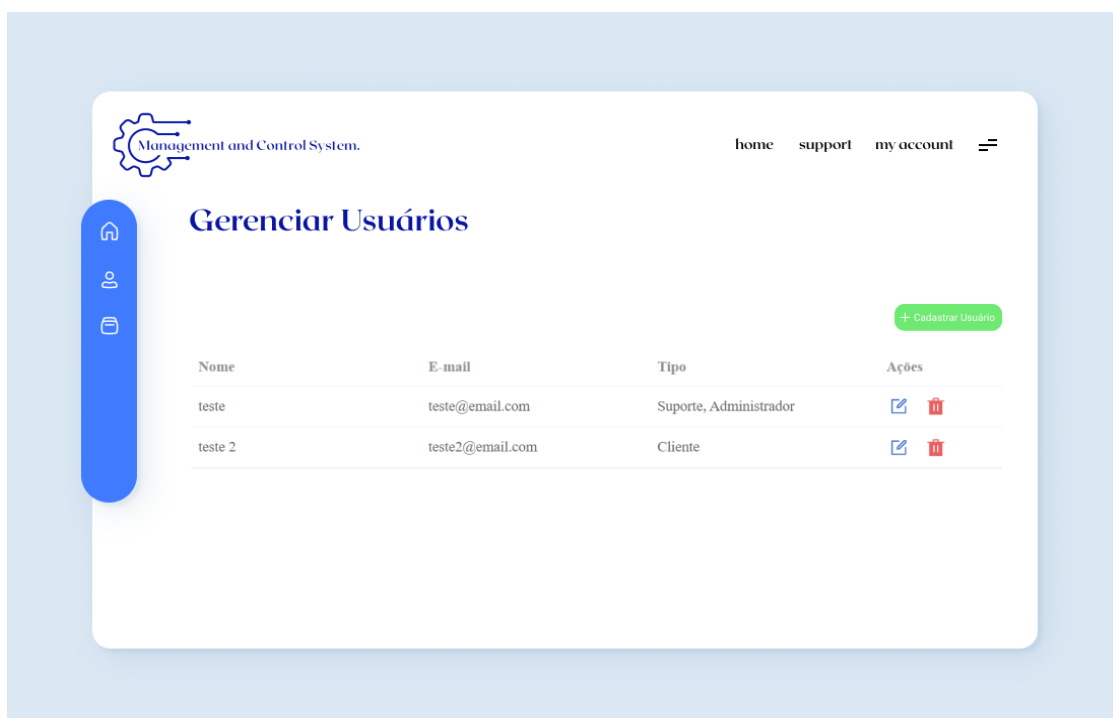 Management and Control System.
home support my account
Gerenciar Usuários
+ Cadastrar Usuário
Nome E-mail Tipo Ações
teste teste@email.com Suporte, Administrador
teste 2 teste2@email.com Cliente